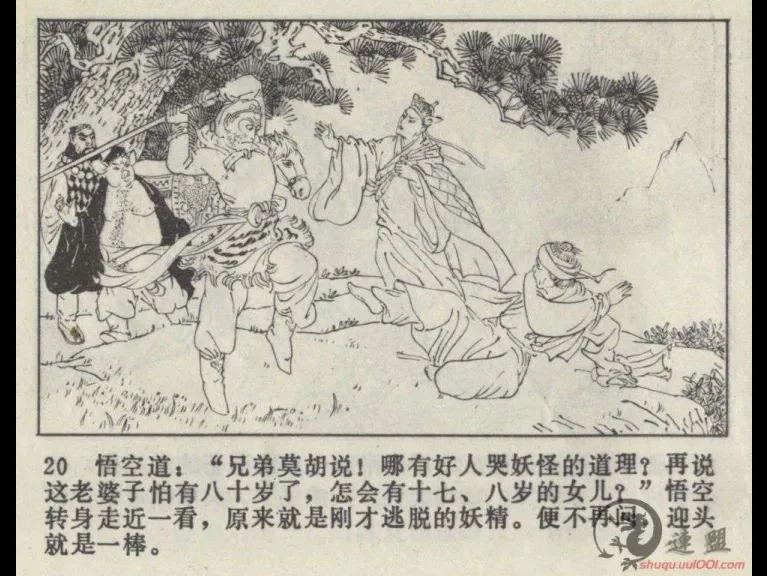 20 悟空道：“兄弟莫胡说！哪有好人哭妖怪的道理？再说
这老婆子怕有八十岁了，怎会有十七、八岁的女儿？”悟空
转身走近一看，原来就是刚才逃脱的妖精。便不再问，迎头
就是一棒。
連盟
shuqu.uul001.com